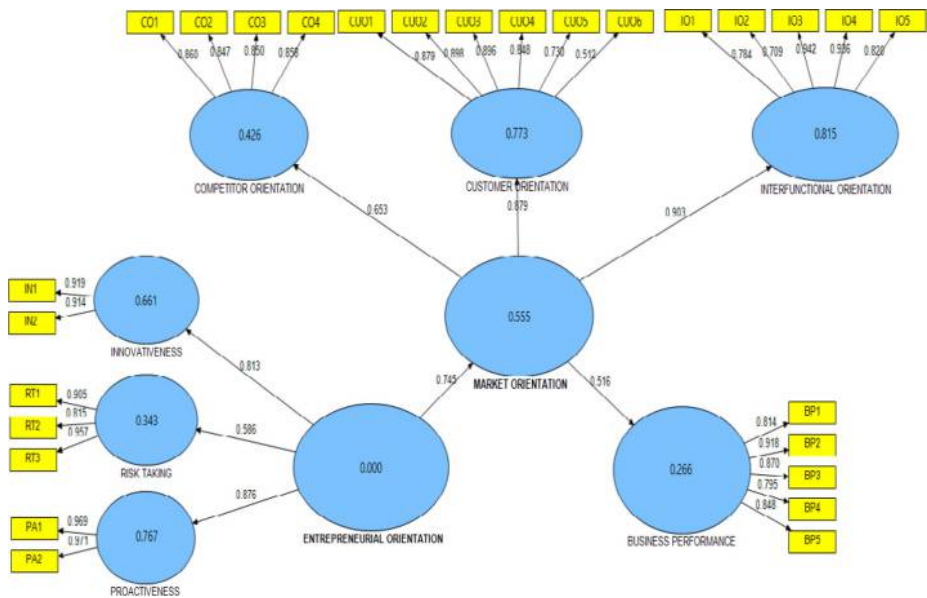 CO1 CO2 CO3 CO4 CUO1 CUO2 CUO3 CUO4 CUO5 CUO6 IO1 IO2 IO3 IO4 IO5
0.860 0.847 0.850 0.858 0.879 0.898 0.896 0.848 0.730 0.512 0.784 0.709 0.942 0.936 0.820
0.426 0.773 0.815
COMPETITOR ORIENTATION CUSTOMER ORIENTATION INTERFUNCTIONAL ORIENTATION
0.653 0.879 0.903
IN1 0.919
IN2 0.914
0.661
INNOVATIVENESS
0.555
MARKET ORIENTATION
0.813 0.745 0.516
RT1 0.905
RT2 0.815
RT3 0.957
0.343
RISK TAKING
0.586
0.000
ENTREPRENEURIAL ORIENTATION
0.876
PA1 0.969
PA2 0.971
0.767
PROACTIVENESS
0.266
BUSINESS PERFORMANCE
0.814 BP1
0.918 BP2
0.870 BP3
0.795 BP4
0.848 BP5